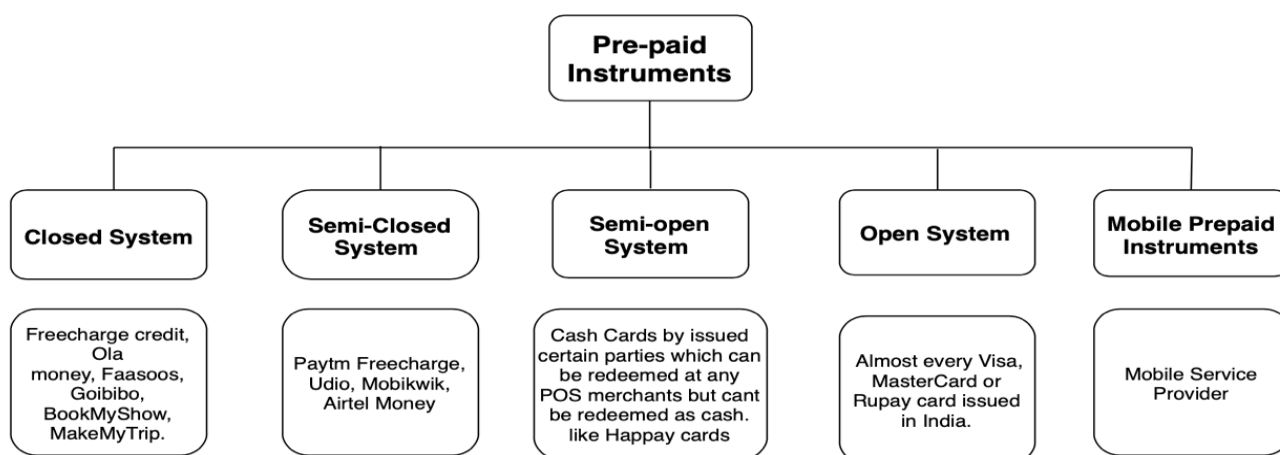 Pre-paid
Instruments
Closed System
Semi-Closed
System
Semi-open
System
Open System
Mobile Prepaid
Instruments
Freecharge credit,
Ola
money, Faasoos,
Goibibo,
BookMyShow,
MakeMyTrip.
Paytm Freecharge,
Udio, Mobikwik,
Airtel Money
Cash Cards by issued
certain parties which can
be redeemed at any
POS merchants but cant
be redeemed as cash.
like Happay cards
Almost every Visa,
MasterCard or
Rupay card issued
in India.
Mobile Service
Provider